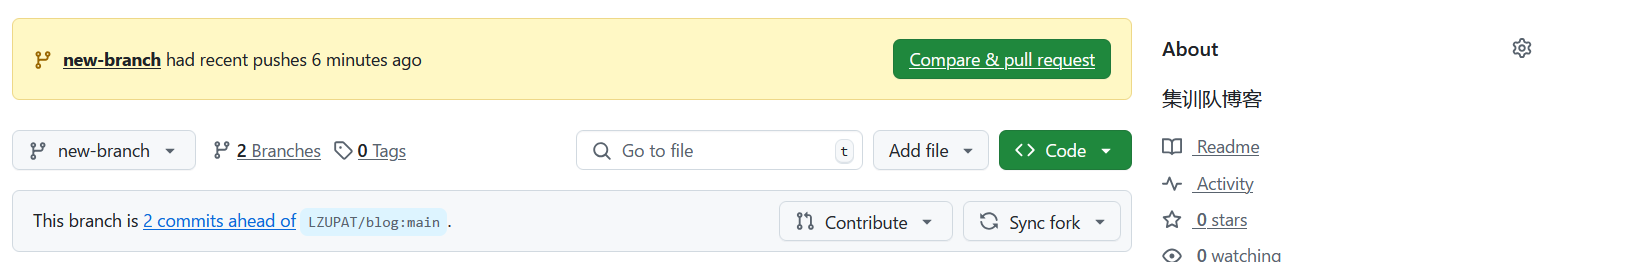 new-branch had recent pushes 6 minutes ago
Compare & pull request
new-branch
2 Branches
0 Tags
Go to file
t
Add file
Code
This branch is 2 commits ahead of LZUPAT/blog:main.
Contribute
Sync fork
About
集训队博客
Readme
Activity
0 stars
0 watching